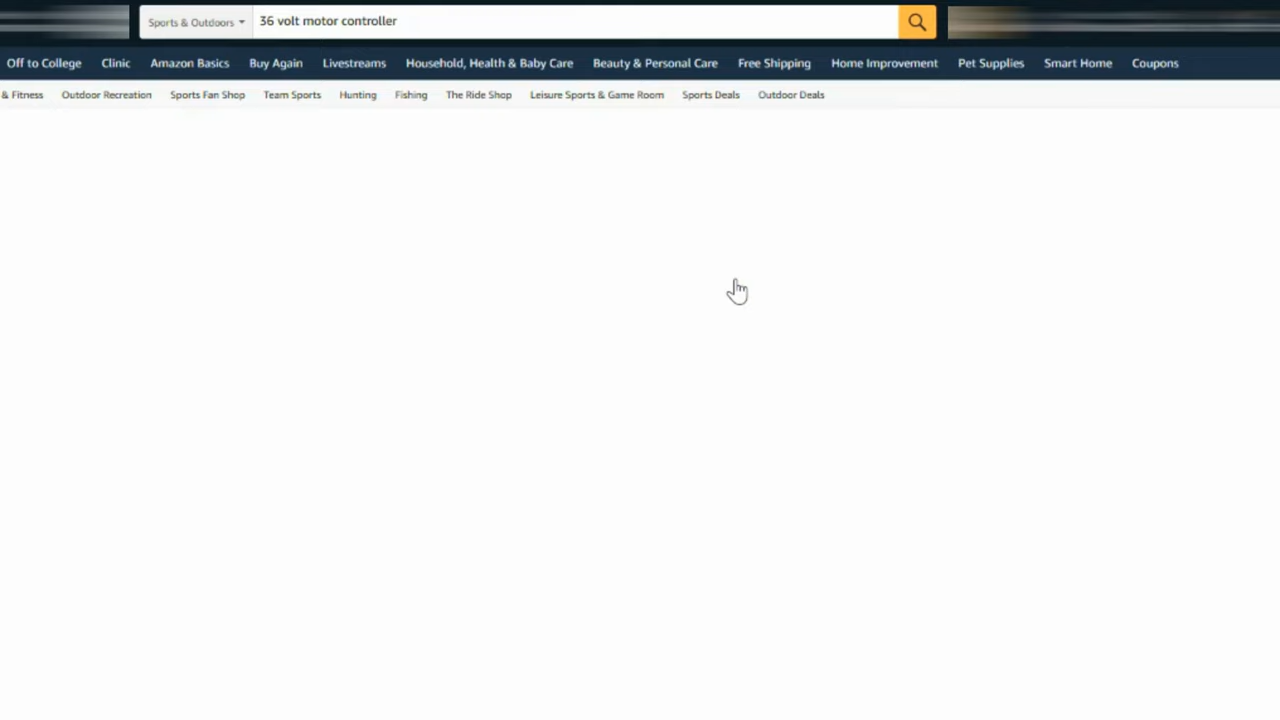 Sports & Outdoors 36 volt motor controller
Off to College Clinic Amazon Basics Buy Again Livestreams Household, Health & Baby Care Beauty & Personal Care Free Shipping Home Improvement Pet Supplies Smart Home Coupons
& Fitness Outdoor Recreation Sports Fan Shop Team Sports Hunting Fishing The Ride Shop Leisure Sports & Game Room Sports Deals Outdoor Deals